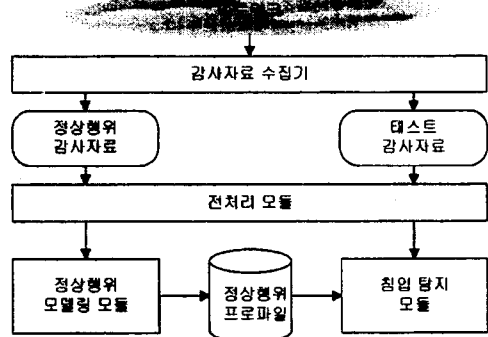 감사자료 수집기
정상행위
감사자료
테스트
감사자료
전처리 모듈
정상행위
모델링 모듈
정상행위
프로파일
침입 탐지
모듈